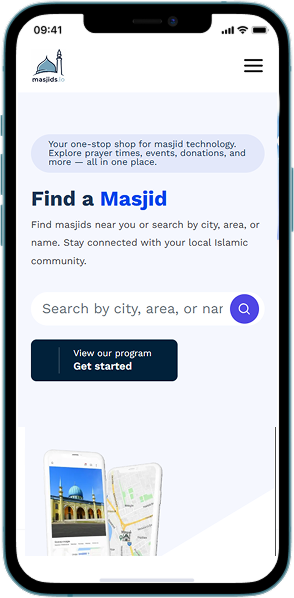 09:41
masjids.io
Your one-stop shop for masjid technology.
Explore prayer times, events, donations, and
more — all in one place.
Find a Masjid
Find masjids near you or search by city, area, or
name. Stay connected with your local Islamic
community.
Search by city, area, or nar
View our program
Get started